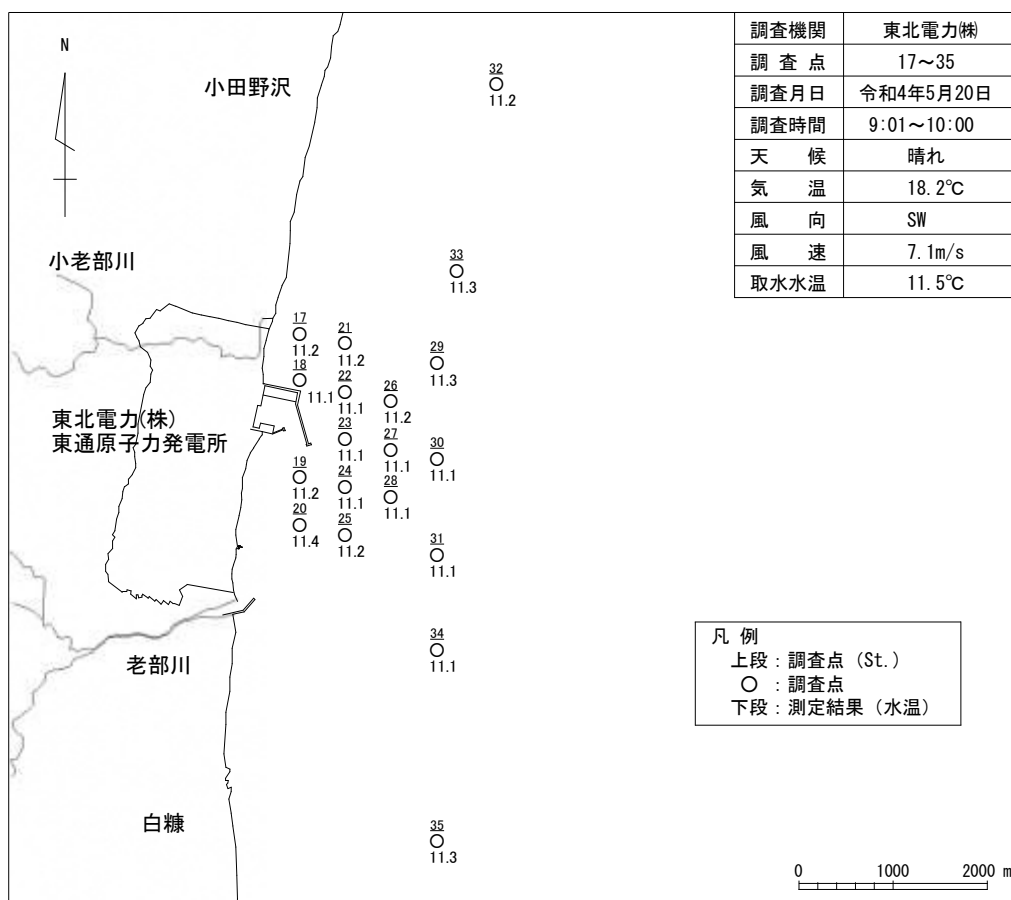 調査機関 東北電力㈱
調査点 17～35
調査月日 令和4年5月20日
調査時間 9:01～10:00
天候 晴れ
気温 18.2℃
風向 SW
風速 7.1m/s
取水水温 11.5℃
N
小田野沢
32
11.2
小老部川
33
11.3
17
11.2
21
11.2
29
11.3
18
11.1
22
11.1
26
11.2
東北電力(株)
東通原子力発電所
23
11.1
27
11.1
30
11.1
19
11.2
24
11.1
28
11.1
20
11.4
25
11.2
31
11.1
老部川
34
11.1
凡例
上段：調査点（St.）
○：調査点
下段：測定結果（水温）
白糠
35
11.3
0 1000 2000 m